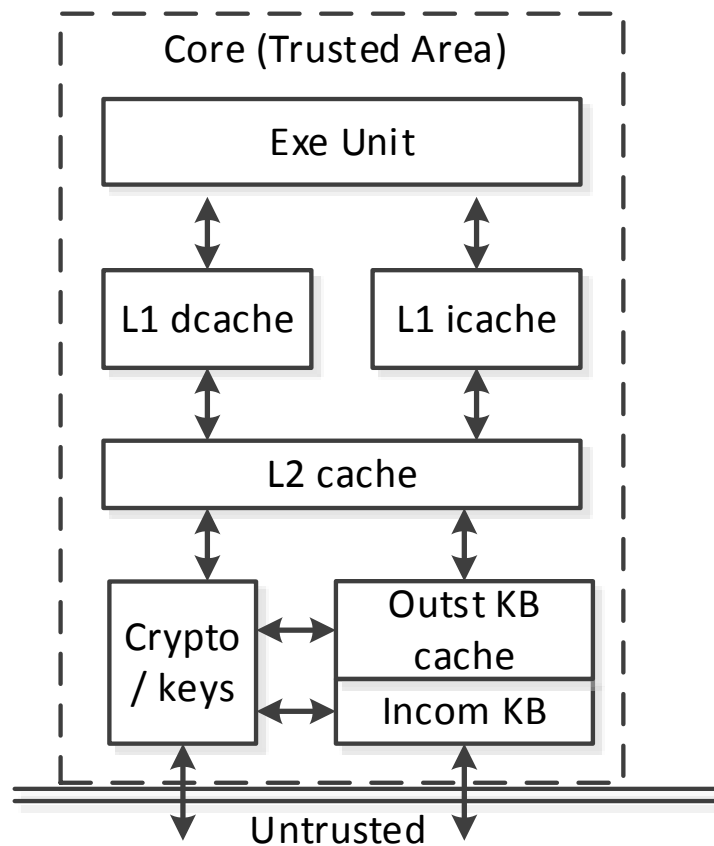 Core (Trusted Area)
Exe Unit
L1 dcache
L1 icache
L2 cache
Crypto
/ keys
Outst KB
cache
Incom KB
Untrusted